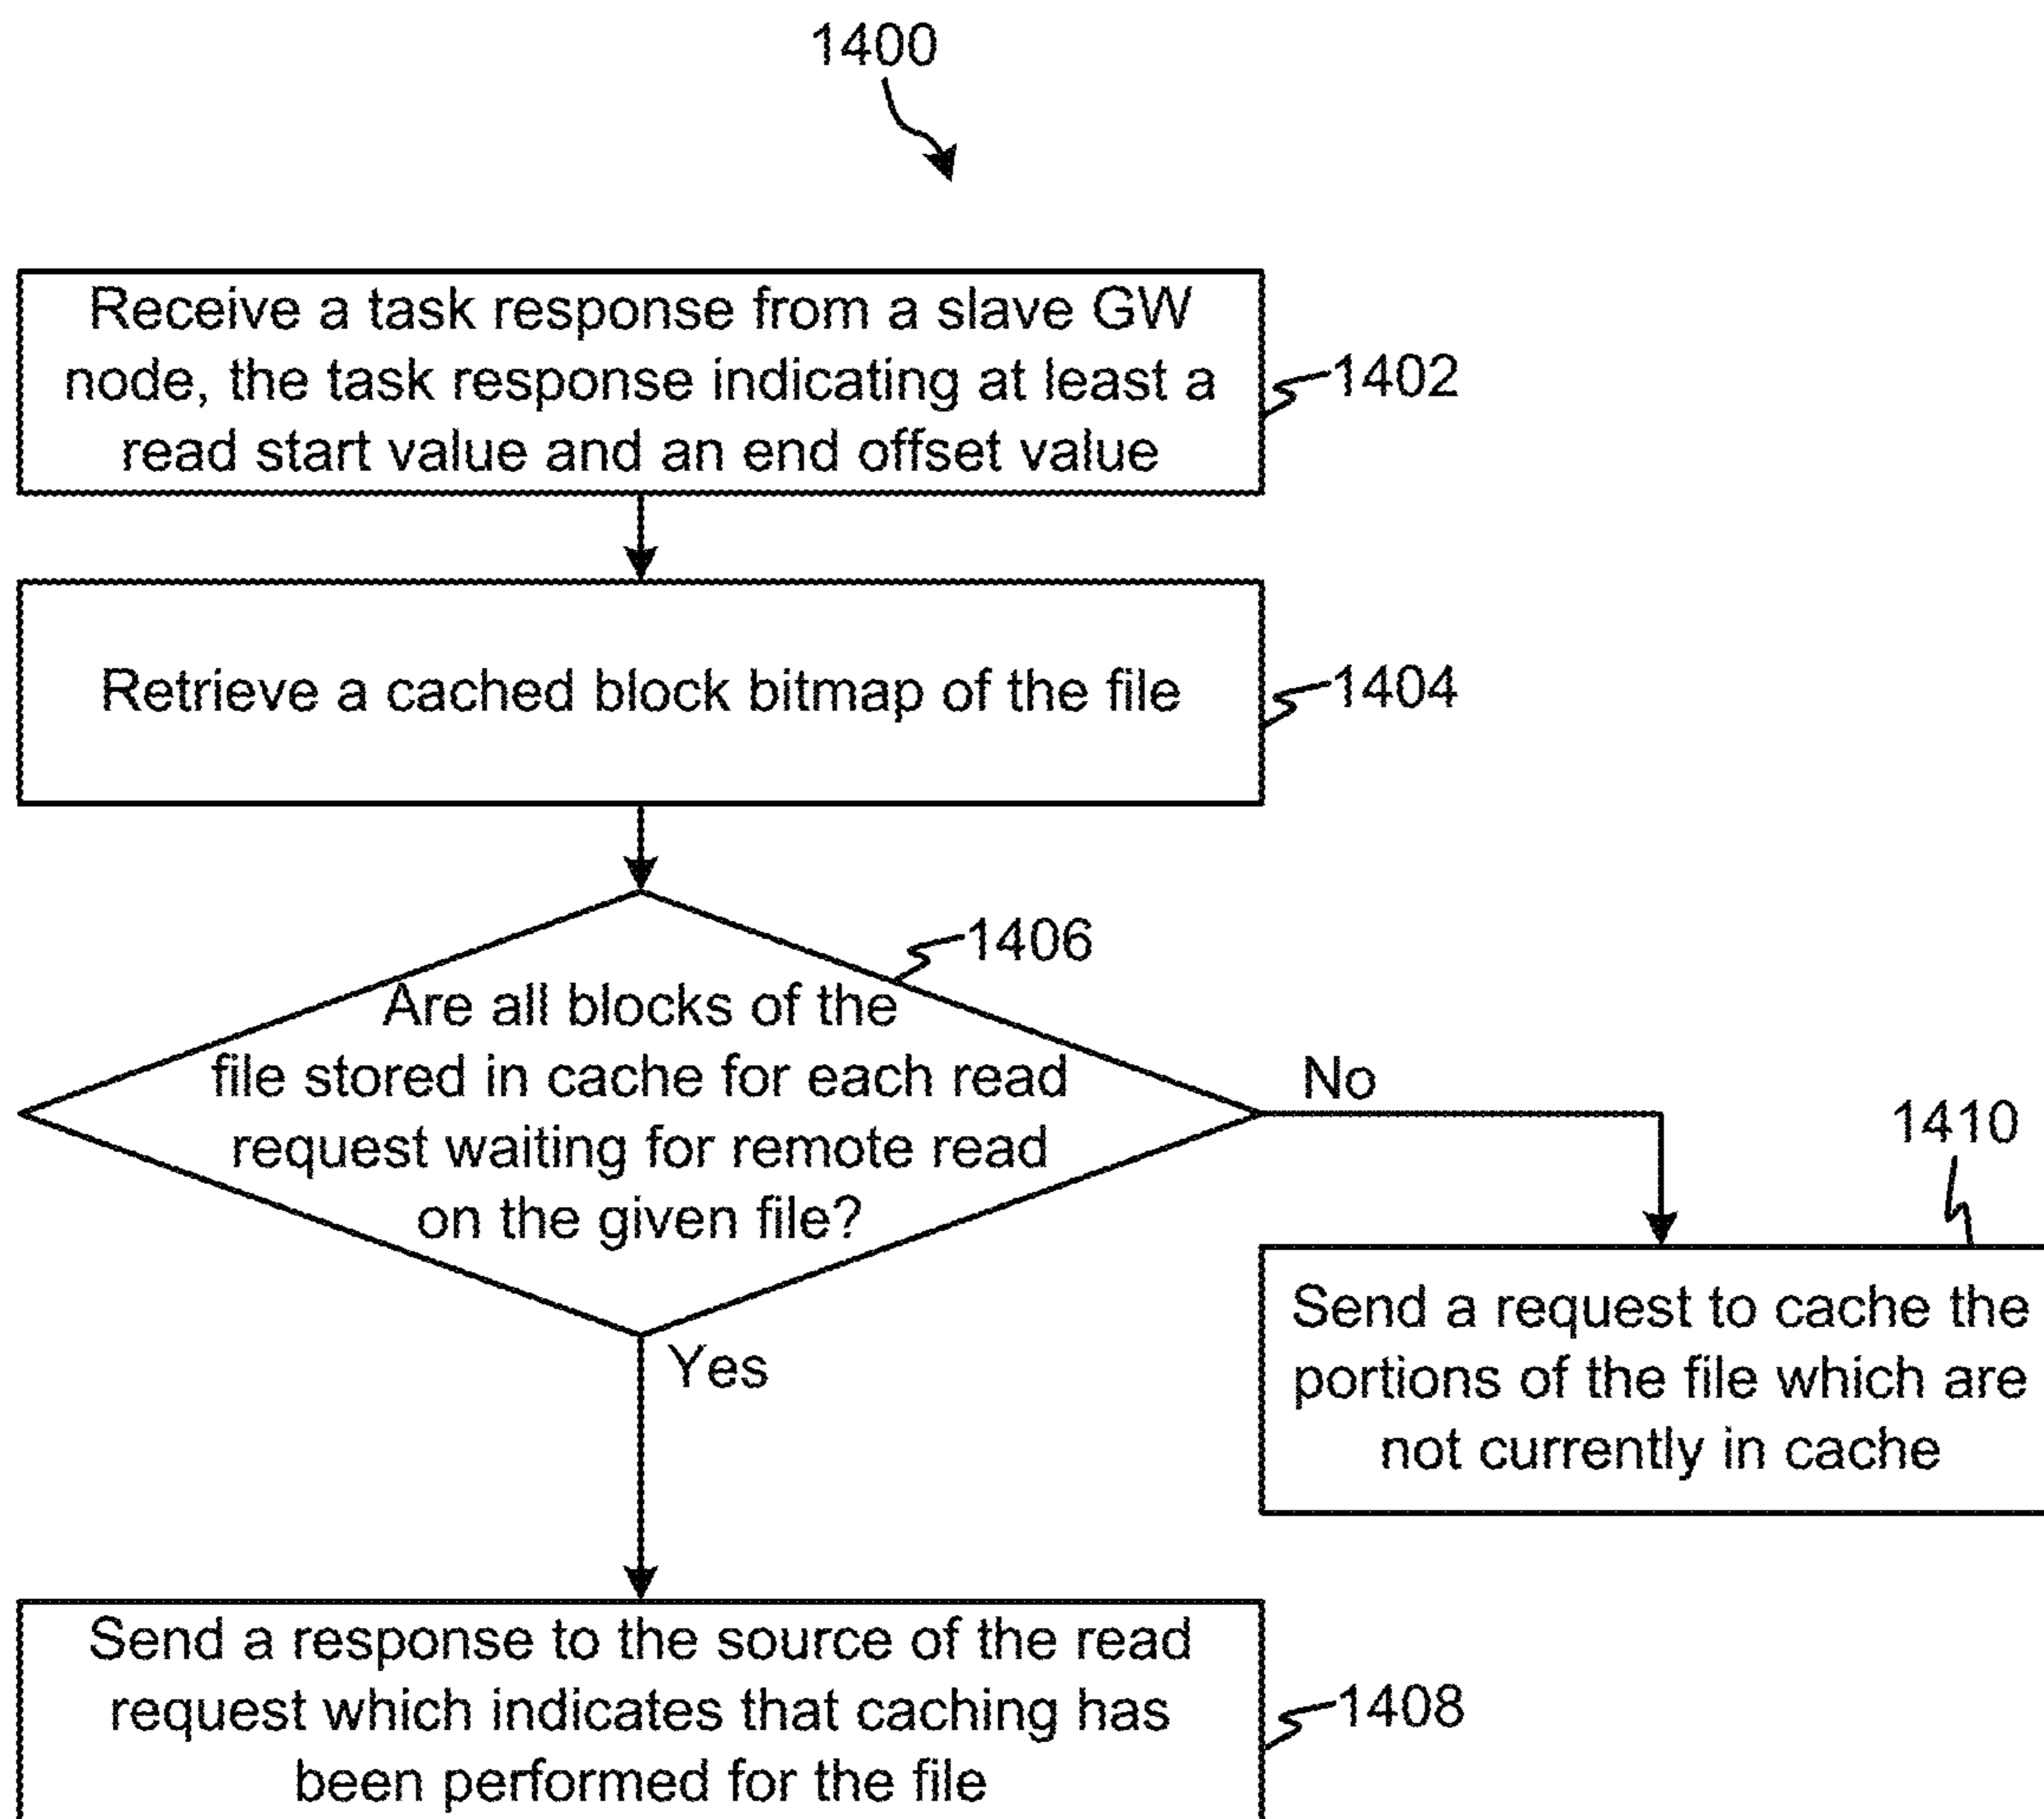 1400
Receive a task response from a slave GW
node, the task response indicating at least a
read start value and an end offset value
1402
Retrieve a cached block bitmap of the file
1404
1406
Are all blocks of the
file stored in cache for each read
request waiting for remote read
on the given file?
No
1410
Send a request to cache the
portions of the file which are
not currently in cache
Yes
Send a response to the source of the read
request which indicates that caching has
been performed for the file
1408